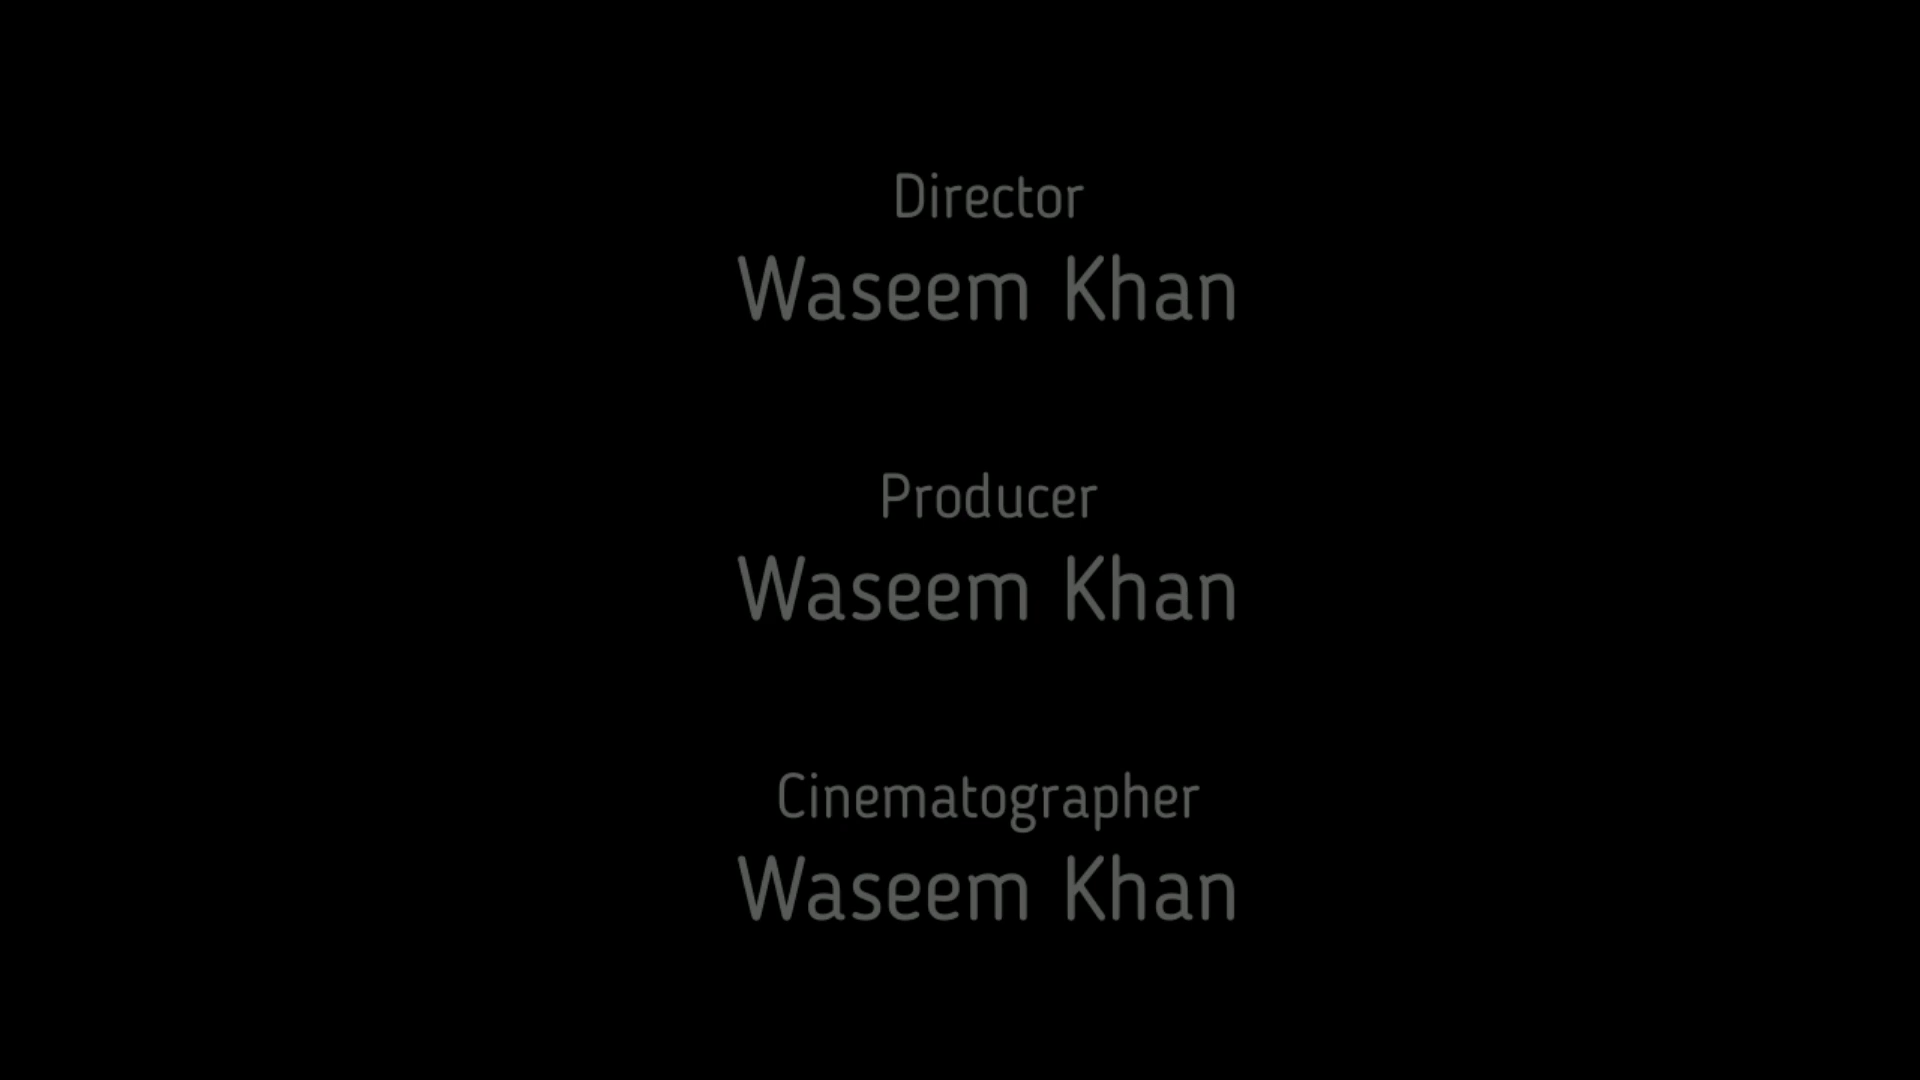 Director
Waseem Khan
Producer
Waseem Khan
Cinematographer
Waseem Khan